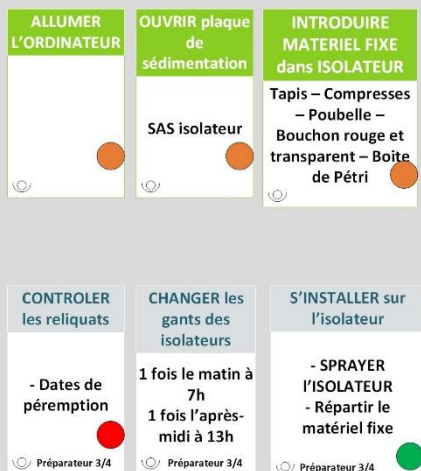 ALLUMER
L'ORDINATEUR
OUVRIR plaque
de
sédimentation
SAS isolateur
INTRODUIRE
MATERIEL FIXE
dans ISOLATEUR
Tapis – Compresses
– Poubelle –
Bouchon rouge et
transparent – Boîte
de Pétri
CONTROLER
les reliquats
- Dates de
péremption
Préparateur 3/4
CHANGER les
gants des
isolateurs
1 fois le matin à
7h
1 fois l'après-
midi à 13h
Préparateur 3/4
S'INSTALLER sur
l'isolateur
- SPRAYER
l'ISOLATEUR
- Répartir le
matériel fixe
Préparateur 3/4